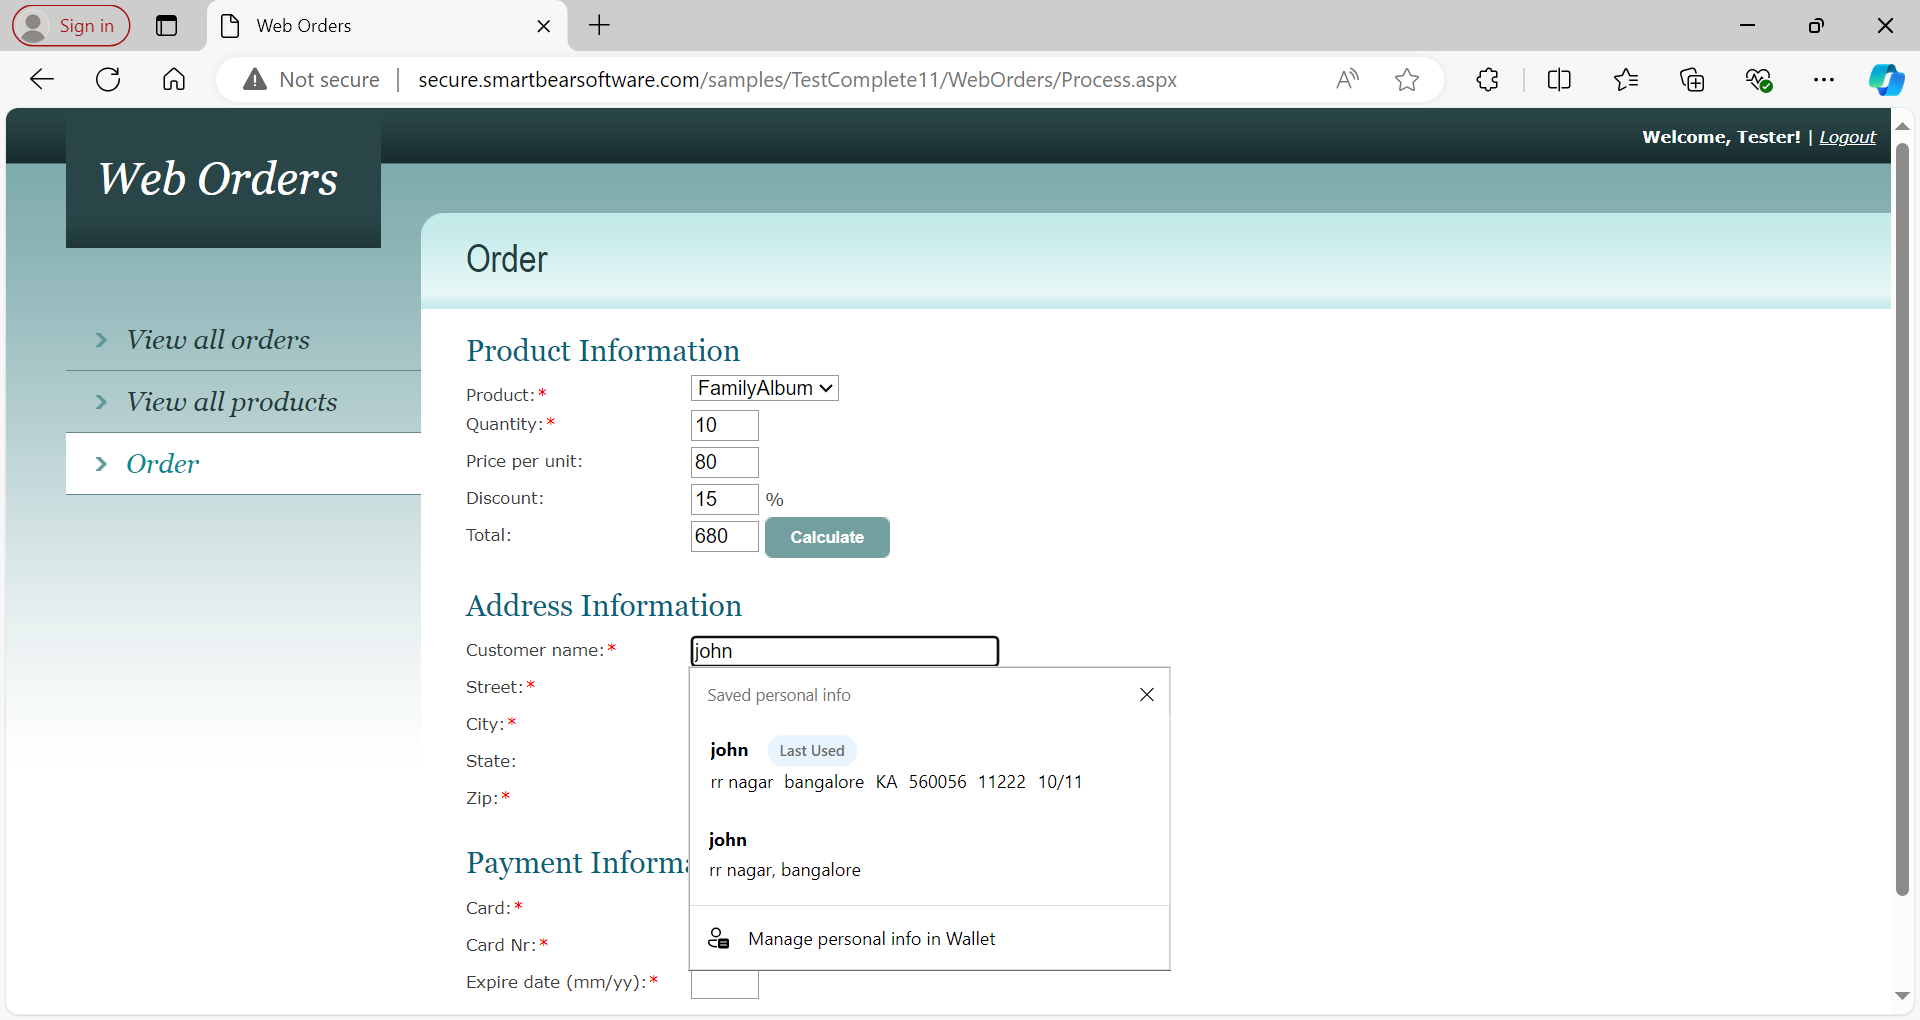 Sign in
Web Orders
Not secure
secure.smartbearsoftware.com/samples/TestComplete11/WebOrders/Process.aspx
Welcome, Tester! | Logout
Web Orders
Order
View all orders
View all products
Order
Product Information
Product:* FamilyAlbum
Quantity:* 10
Price per unit: 80
Discount: 15 %
Total: 680 Calculate
Address Information
Customer name:* john
Street:*
City:*
State:
Zip:*
Saved personal info
john Last Used
rr nagar bangalore KA 560056 11222 10/11
john
rr nagar, bangalore
Manage personal info in Wallet
Payment Inform
Card:*
Card Nr:*
Expire date (mm/yy):*